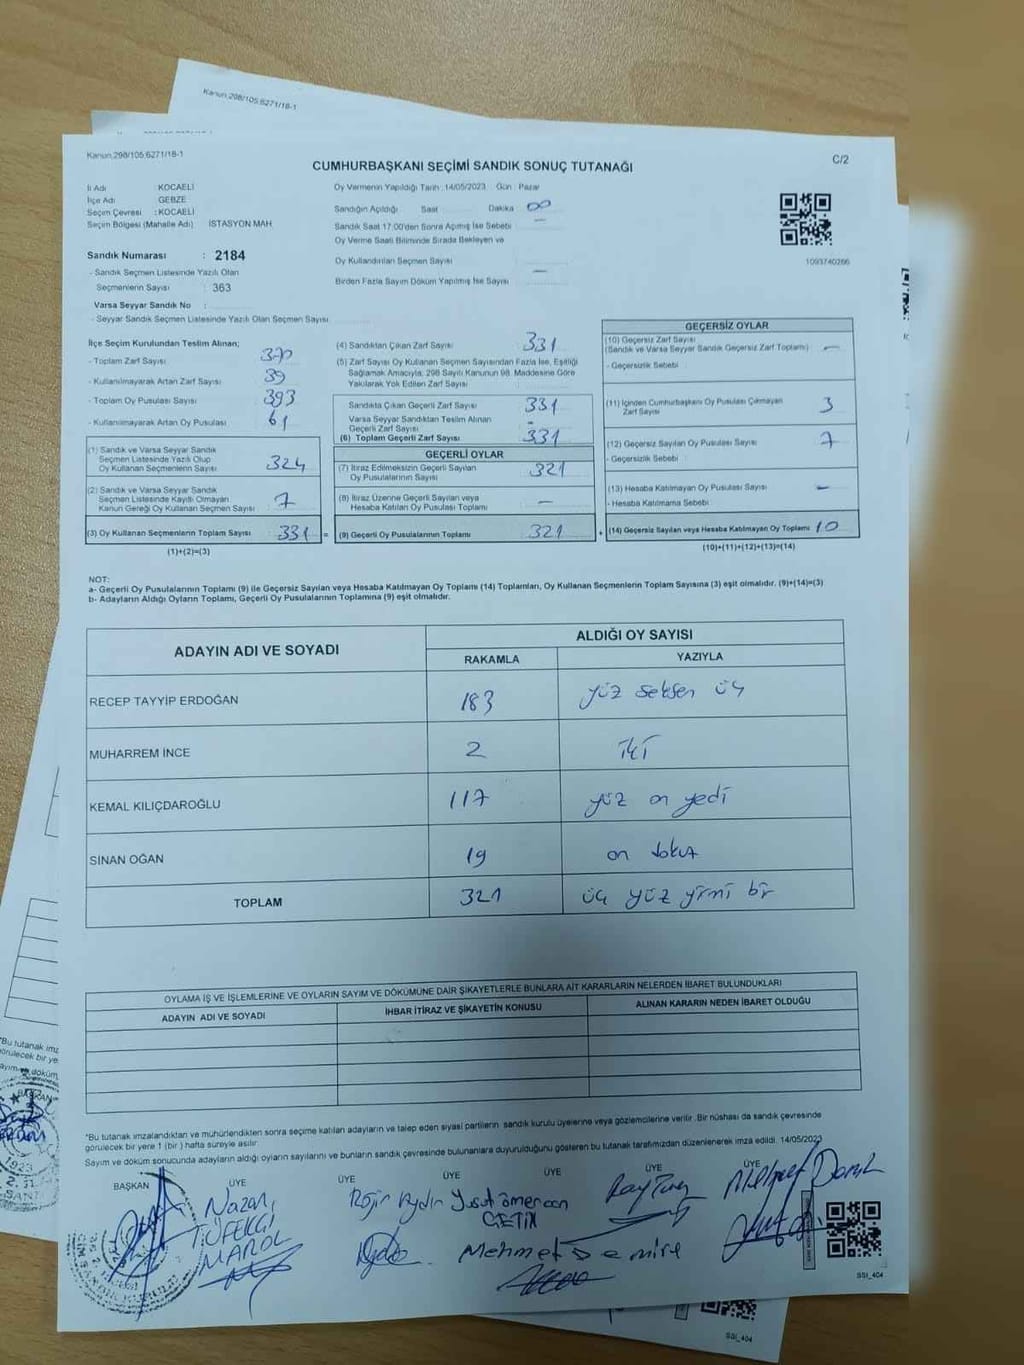 Kanun:298/105;6271/18-1
Kanun:298/105;6271/18-1
C/2
CUMHURBAŞKANI SEÇİMİ SANDIK SONUÇ TUTANAĞI
İl Adı KOCAELİ
İlçe Adı GEBZE
Seçim Çevresi : KOCAELİ
Seçim Bölgesi (Mahalle Adı) İSTASYON MAH
Sandık Numarası : 2184
- Sandık Seçmen Listesinde Yazılı Olan
Seçmenlerin Sayısı : 363
Varsa Seyyar Sandık No :
- Seyyar Sandık Seçmen Listesinde Yazılı Olan Seçmen Sayısı
Oy Vermenin Yapıldığı Tarih : 14/05/2023 Gün : Pazar
Sandığın Açıldığı Saat Dakika
Sandık Saat 17:00'den Sonra Açılmış İse Sebebi —
Oy Verme Saati Bitiminde Sırada Bekleyen ve
Oy Kullandırılan Seçmen Sayısı
Birden Fazla Sayım Döküm Yapılmış İse Sayısı —
1093740266
İlçe Seçim Kurulundan Teslim Alınan;
- Toplam Zarf Sayısı 370
- Kullanılmayarak Artan Zarf Sayısı 39
- Toplam Oy Pusulası Sayısı 393
- Kullanılmayarak Artan Oy Pusulası 61
(1) Sandık ve Varsa Seyyar Sandık
Seçmen Listesinde Yazılı Olup
Oy Kullanan Seçmenlerin Sayısı 324
(2) Sandık ve Varsa Seyyar Sandık
Seçmen Listesinde Kayıtlı Olmayan
Kanun Gereği Oy Kullanan Seçmen Sayısı 7
(3) Oy Kullanan Seçmenlerin Toplam Sayısı 331 =
(1)+(2)=(3)
(4) Sandıktan Çıkan Zarf Sayısı 331
(5) Zarf Sayısı Oy Kullanan Seçmen Sayısından Fazla İse, Eşitliği
Sağlamak Amacıyla, 298 Sayılı Kanunun 98. Maddesine Göre
Yakılarak Yok Edilen Zarf Sayısı
Sandıkta Çıkan Geçerli Zarf Sayısı 331
Varsa Seyyar Sandıktan Teslim Alınan
Geçerli Zarf Sayısı -
(6) Toplam Geçerli Zarf Sayısı 331
GEÇERLİ OYLAR
(7) İtiraz Edilmeksizin Geçerli Sayılan
Oy Pusulalarının Sayısı 321
(8) İtiraz Üzerine Geçerli Sayılan veya
Hesaba Katılan Oy Pusulası Toplamı —
(9) Geçerli Oy Pusulalarının Toplamı 321 +
GEÇERSİZ OYLAR
(10) Geçersiz Zarf Sayısı
(Sandık ve Varsa Seyyar Sandık Geçersiz Zarf Toplamı) —
- Geçersizlik Sebebi
(11) İçinden Cumhurbaşkanı Oy Pusulası Çıkmayan
Zarf Sayısı 3
(12) Geçersiz Sayılan Oy Pusulası Sayısı 7
- Geçersizlik Sebebi
(13) Hesaba Katılmayan Oy Pusulası Sayısı —
- Hesaba Katılmama Sebebi
(14) Geçersiz Sayılan veya Hesaba Katılmayan Oy Toplamı 10
(10)+(11)+(12)+(13)=(14)
NOT:
a- Geçerli Oy Pusulalarının Toplamı (9) ile Geçersiz Sayılan veya Hesaba Katılmayan Oy Toplamı (14) Toplamları, Oy Kullanan Seçmenlerin Toplam Sayısına (3) eşit olmalıdır. (9)+(14)=(3)
b- Adayların Aldığı Oyların Toplamı, Geçerli Oy Pusulalarının Toplamına (9) eşit olmalıdır.
ADAYIN ADI VE SOYADI
ALDIĞI OY SAYISI
RAKAMLA YAZIYLA
RECEP TAYYİP ERDOĞAN 183 yüz seksen üç
MUHARREM İNCE 2 iki
KEMAL KILIÇDAROĞLU 117 yüz on yedi
SİNAN OĞAN 19 on dokuz
TOPLAM 321 üç yüz yirmi bir
OYLAMA İŞ VE İŞLEMLERİNE VE OYLARIN SAYIM VE DÖKÜMÜNE DAİR ŞİKAYETLERLE BUNLARA AİT KARARLARIN NELERDEN İBARET BULUNDUKLARI
ADAYIN ADI VE SOYADI İHBAR İTİRAZ VE ŞİKAYETİN KONUSU ALINAN KARARIN NEDEN İBARET OLDUĞU
*Bu tutanak imzalandıktan ve mühürlendikten sonra seçime katılan adayların ve talep eden siyasi partilerin sandık kurulu üyelerine veya gözlemcilerine verilir. Bir nüshası da sandık çevresinde
görülecek bir yere 1 (bir) hafta süreyle asılır.
Sayım ve döküm sonucunda adayların aldığı oyların sayılarını ve bunların sandık çevresinde bulunanlara duyurulduğunu gösteren bu tutanak tarafımızdan düzenlenerek imza edildi. 14/05/2023
BAŞKAN ÜYE ÜYE ÜYE ÜYE ÜYE ÜYE
Nazan
TÜFEKÇİ
MAROL
Rojin Aydın
Yusuf Ömercan
ÇETİN
Mehmet Demirel
SSI_404
SSI_404
*Bu tutanak imz
görülecek bir ye
1923